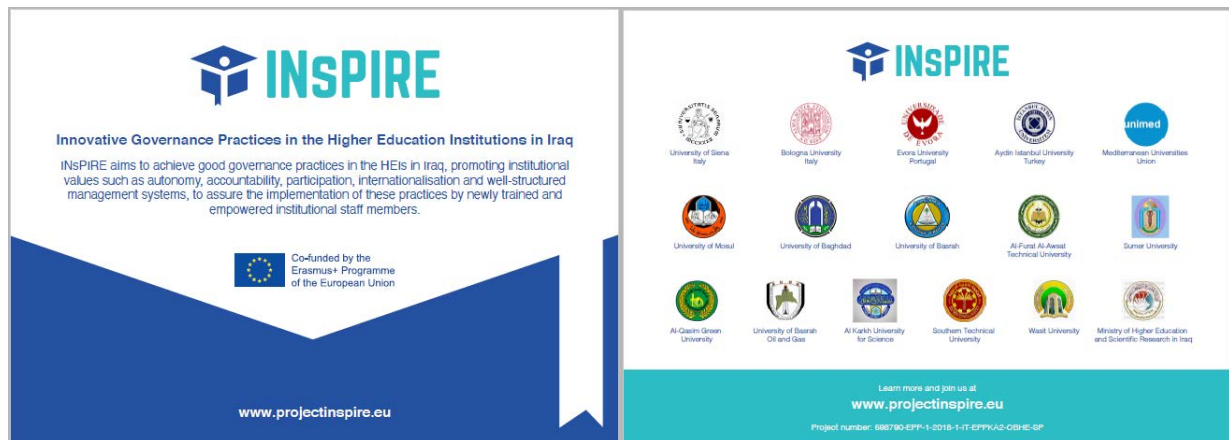 INsPIRE
Innovative Governance Practices in the Higher Education Institutions in Iraq
INsPIRE aims to achieve good governance practices in the HEIs in Iraq, promoting institutional
values such as autonomy, accountability, participation, internationalisation and well-structured
management systems, to assure the implementation of these practices by newly trained and
empowered institutional staff members.
Co-funded by the
Erasmus+ Programme
of the European Union
www.projectinspire.eu
INsPIRE
unimed
University of Siena
Italy
Bologna University
Italy
Evora University
Portugal
Aydin Istanbul University
Turkey
Mediterranean Universities
Union
University of Mosul
University of Baghdad
University of Basrah
Al-Furat Al-Awsat
Technical University
Sumer University
Al-Qasim Green
University
University of Basrah
Oil and Gas
Al Karkh University
for Science
Southern Technical
University
Wasit University
Ministry of Higher Education
and Scientific Research in Iraq
Learn more and join us at
www.projectinspire.eu
Project number: 598790-EPP-1-2018-1-IT-EPPKA2-CBHE-SP